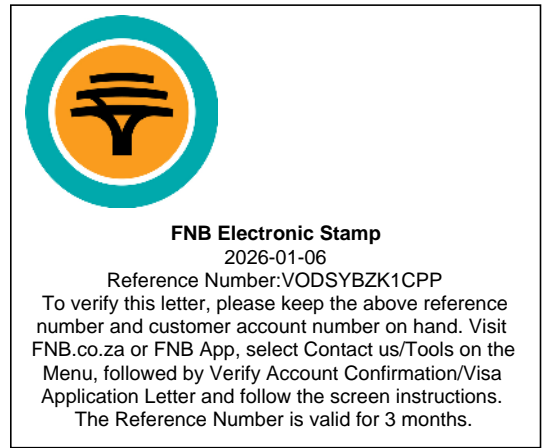 FNB Electronic Stamp
2026-01-06
Reference Number:VODSYBZK1CPP
To verify this letter, please keep the above reference
number and customer account number on hand. Visit
FNB.co.za or FNB App, select Contact us/Tools on the
Menu, followed by Verify Account Confirmation/Visa
Application Letter and follow the screen instructions.
The Reference Number is valid for 3 months.